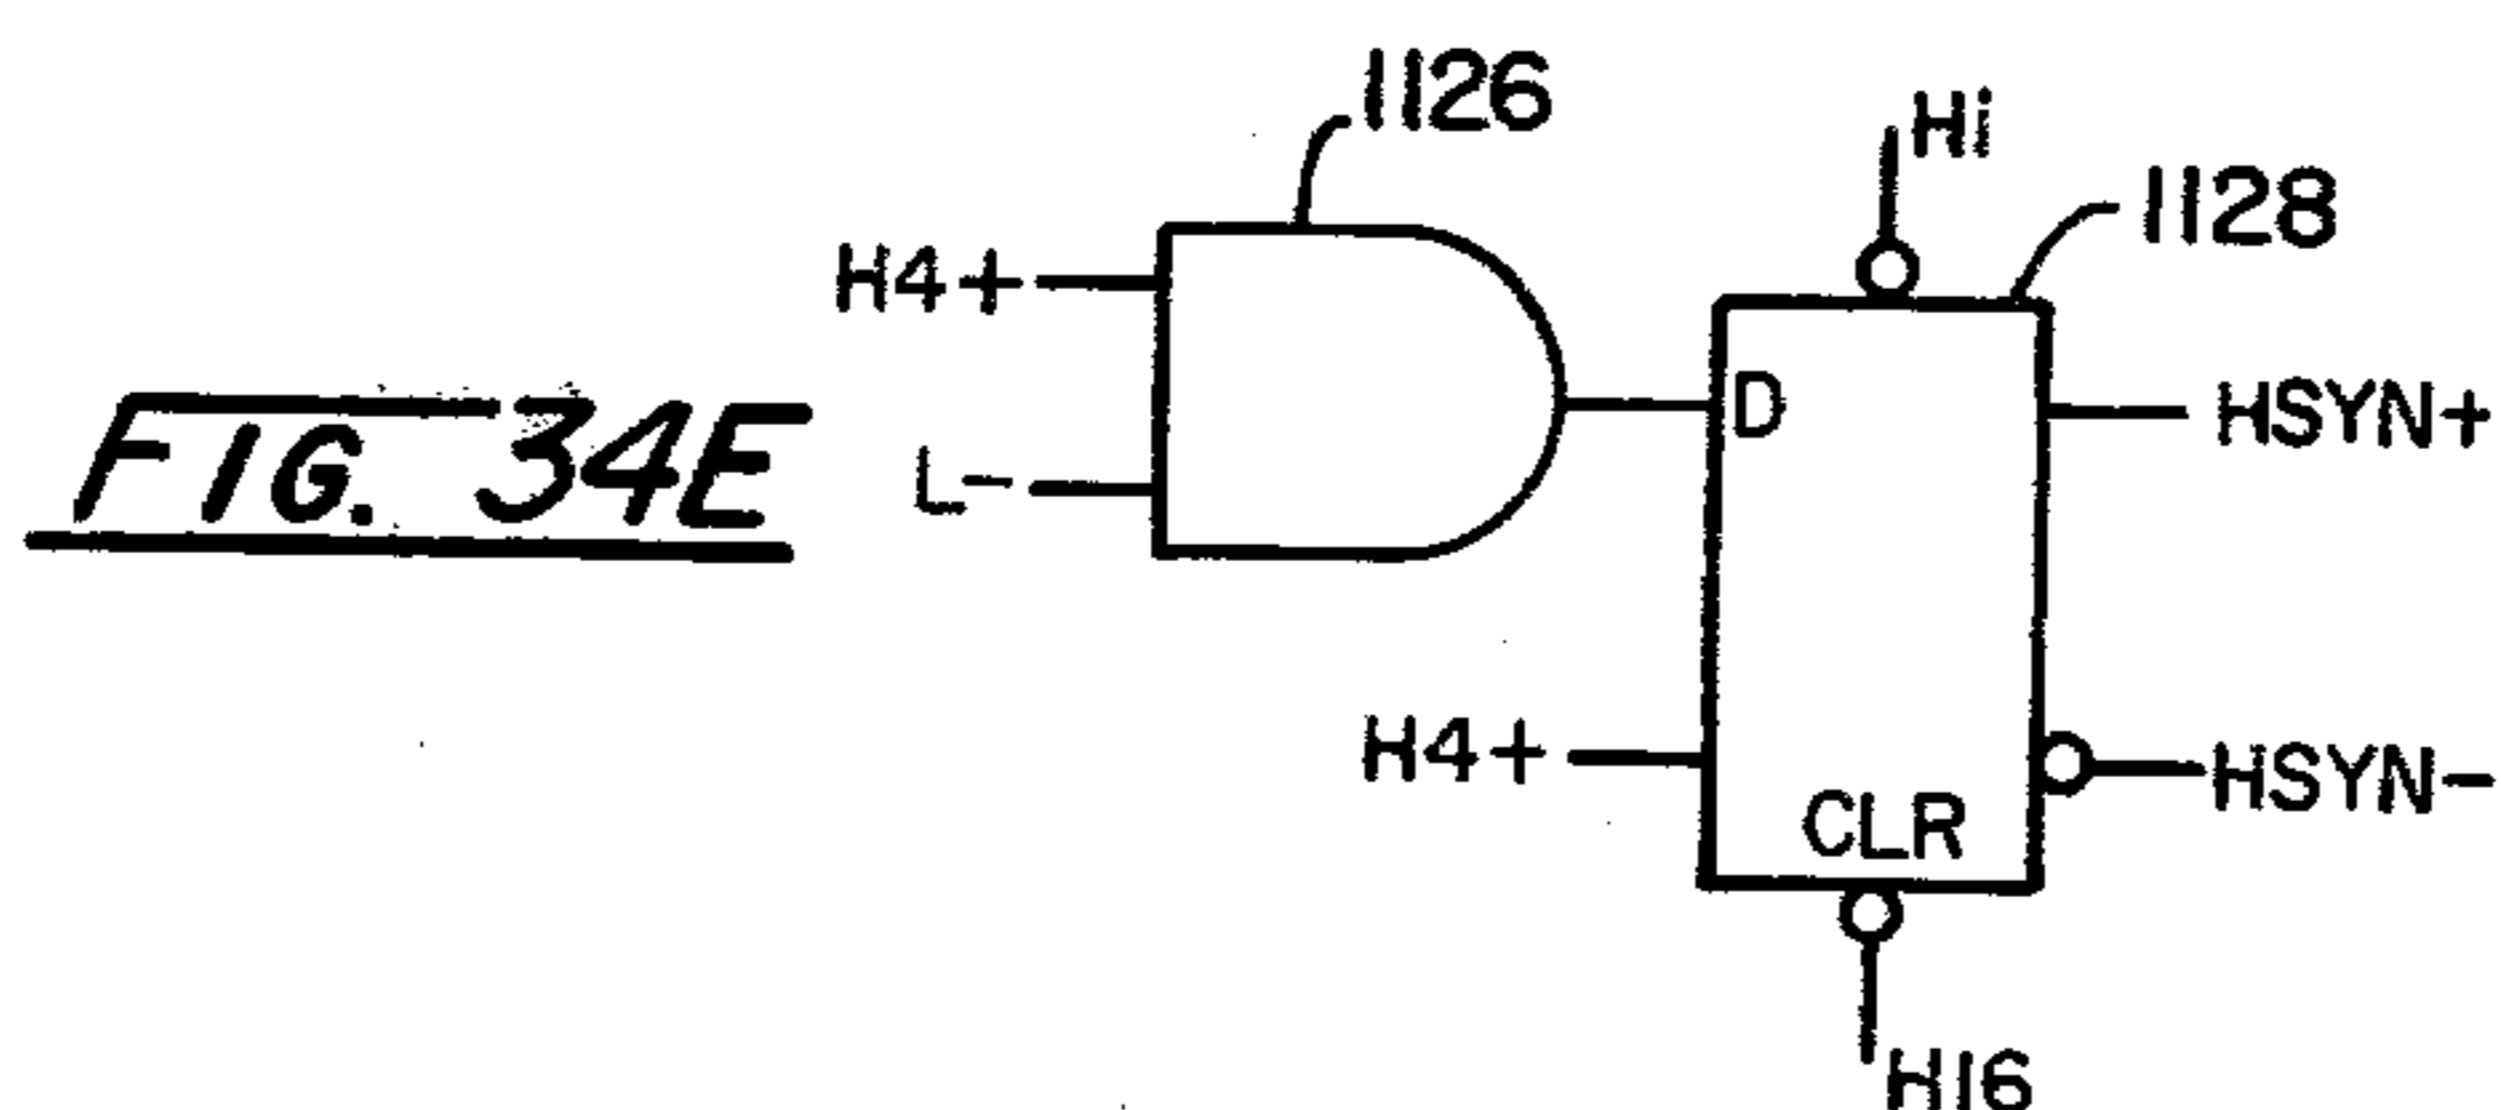 1126
Hi
1128
H4+
L-
FIG. 34E
D
HSYN+
H4+
HSYN-
CLR
H16